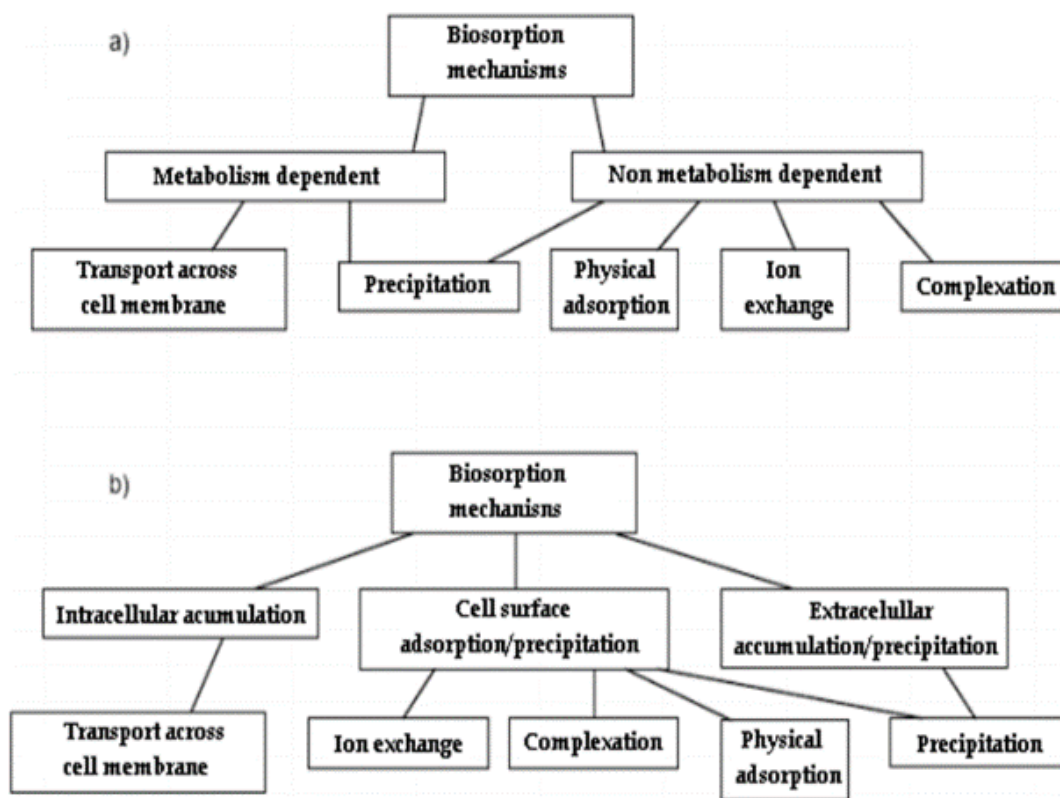 a)
Biosorption
mechanisms
Metabolism dependent
Non metabolism dependent
Transport across
cell membrane
Precipitation
Physical
adsorption
Ion
exchange
Complexation
b)
Biosorption
mechanisns
Intracellular acumulation
Cell surface
adsorption/precipitation
Extracelullar
accumulation/precipitation
Transport across
cell membrane
Ion exchange
Complexation
Physical
adsorption
Precipitation